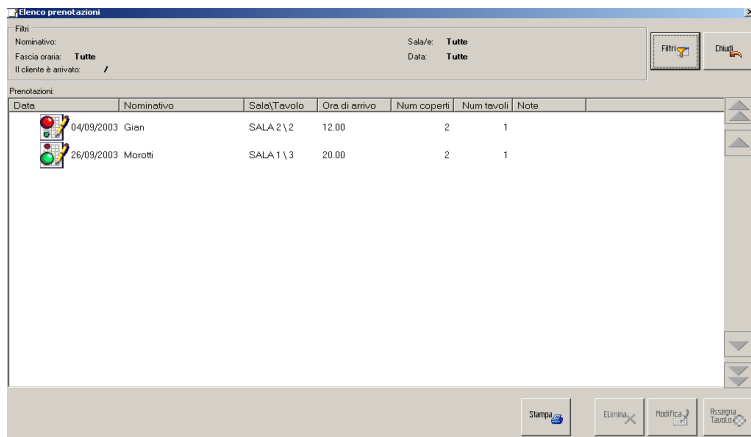 Elenco prenotazioni
Filtri
Nominativo: Sala/e: Tutte
Fascia oraria: Tutte Data: Tutte
Il cliente è arrivato: /
Filtri Chiudi
Prenotazioni:
Data Nominativo Sala\Tavolo Ora di arrivo Num coperti Num tavoli Note
04/09/2003 Gian SALA 2 \ 2 12.00 2 1
26/09/2003 Morotti SALA 1 \ 3 20.00 2 1
Stampa Elimina Modifica Assegna
Tavolo